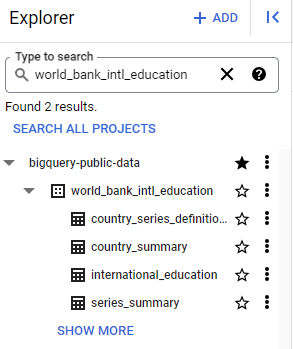 Explorer
+ ADD
Type to search
world_bank_intl_education
Found 2 results.
SEARCH ALL PROJECTS
bigquery-public-data
world_bank_intl_education
country_series_definitio...
country_summary
international_education
series_summary
SHOW MORE